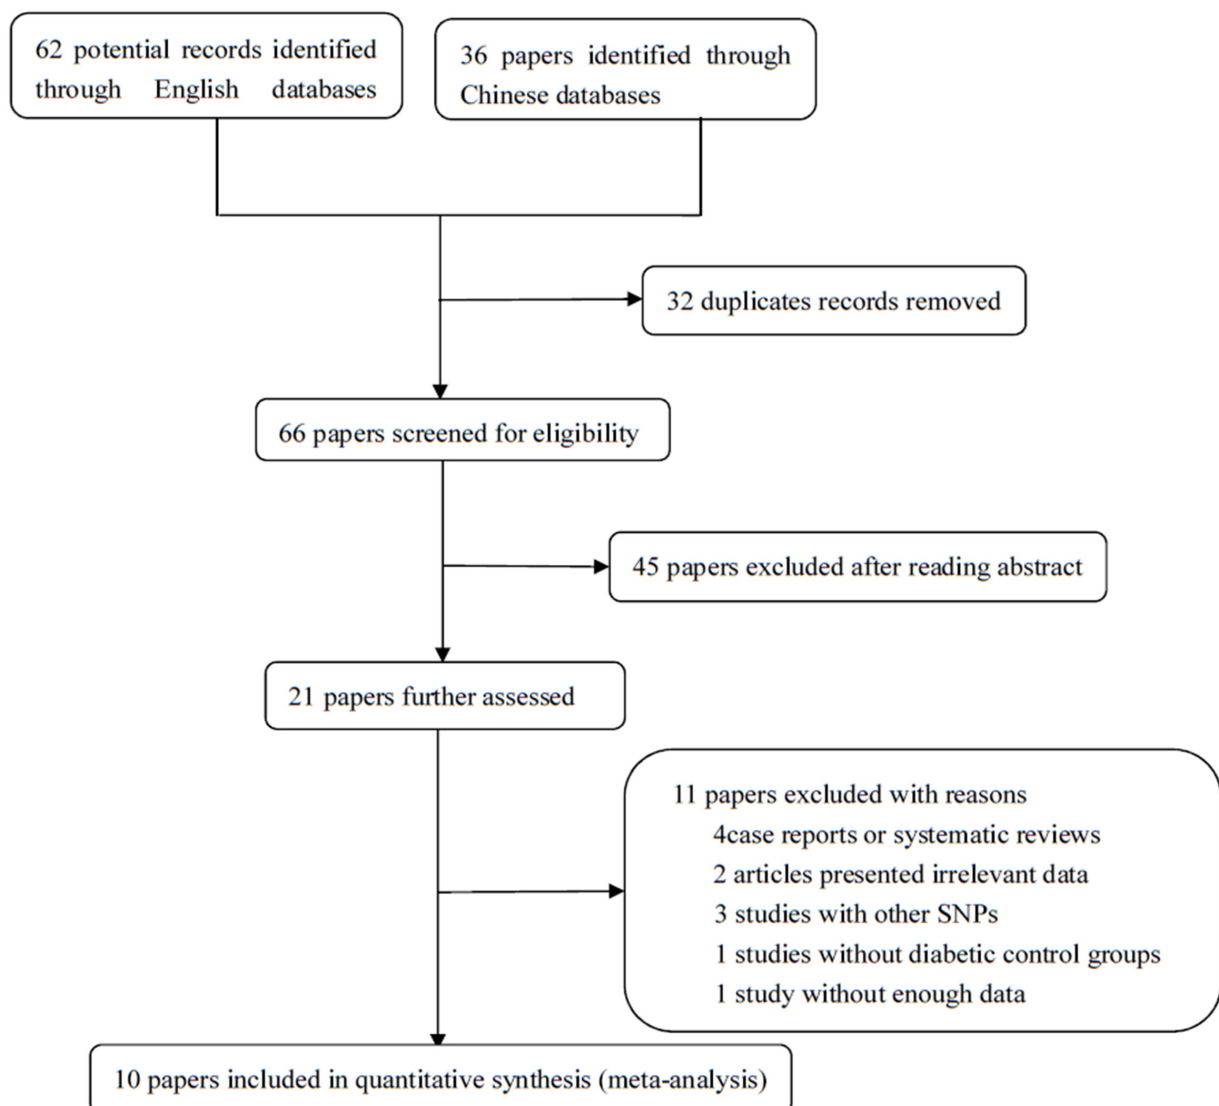 62 potential records identified
through English databases
36 papers identified through
Chinese databases
32 duplicates records removed
66 papers screened for eligibility
45 papers excluded after reading abstract
21 papers further assessed
11 papers excluded with reasons
4case reports or systematic reviews
2 articles presented irrelevant data
3 studies with other SNPs
1 studies without diabetic control groups
1 study without enough data
10 papers included in quantitative synthesis (meta-analysis)